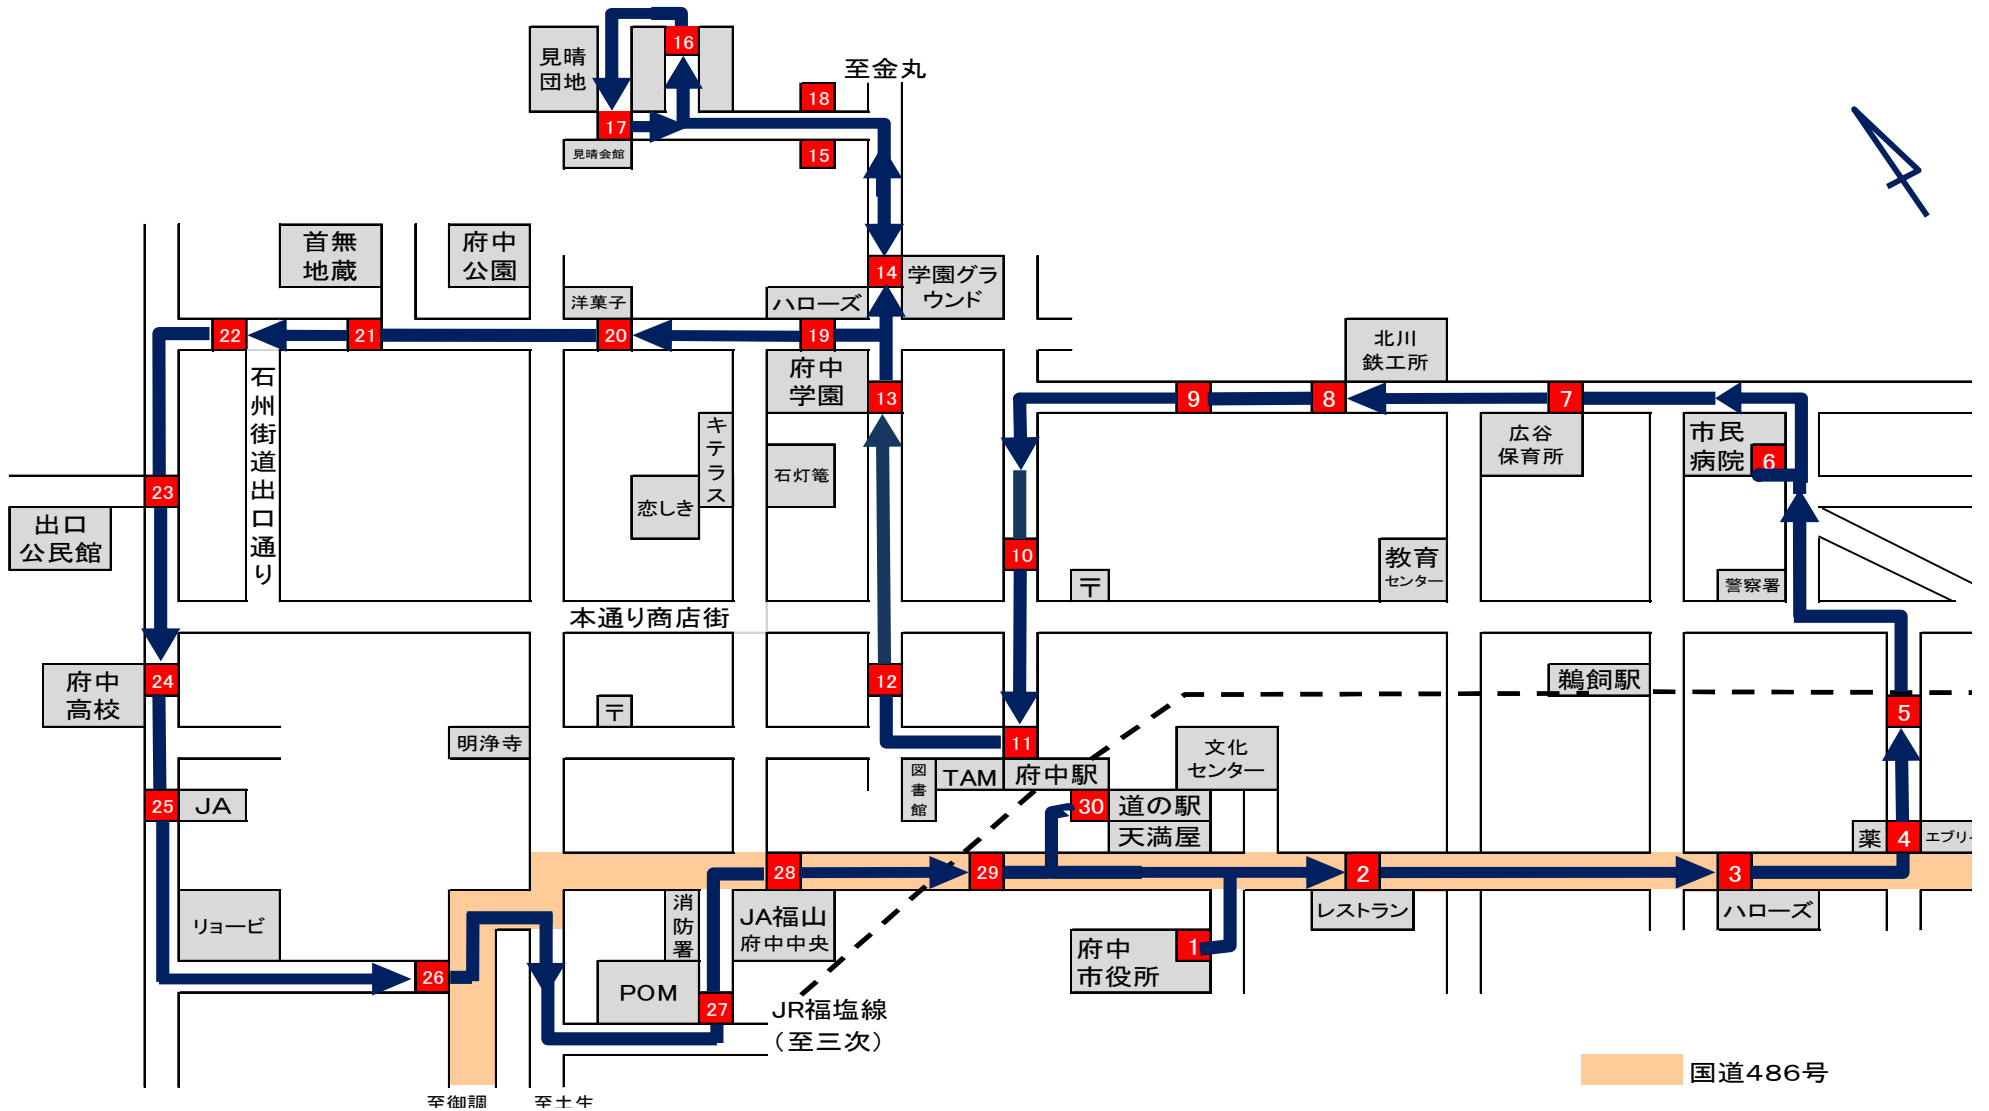 16
見晴
団地
至金丸
18
17
見晴会館
15
首無
地蔵
府中
公園
14
学園グラ
ウンド
洋菓子
ハローズ
22
21
20
19
北川
鉄工所
府中
学園
13
9
8
7
石州街道出口通り
キテラス
広谷
保育所
市民
病院
6
石灯篭
恋しき
23
出口
公民館
10
教育
センター
〒
警察署
本通り商店街
府中
高校
24
12
鵜飼駅
〒
5
明浄寺
11
文化
センター
図書館
TAM
府中駅
25
JA
30
道の駅
天満屋
薬
4
エブリイ
28
29
2
3
リョービ
消防署
JA福山
府中中央
レストラン
ハローズ
府中
市役所
1
26
POM
27
JR福塩線
(至三次)
国道486号
至御調
至土生